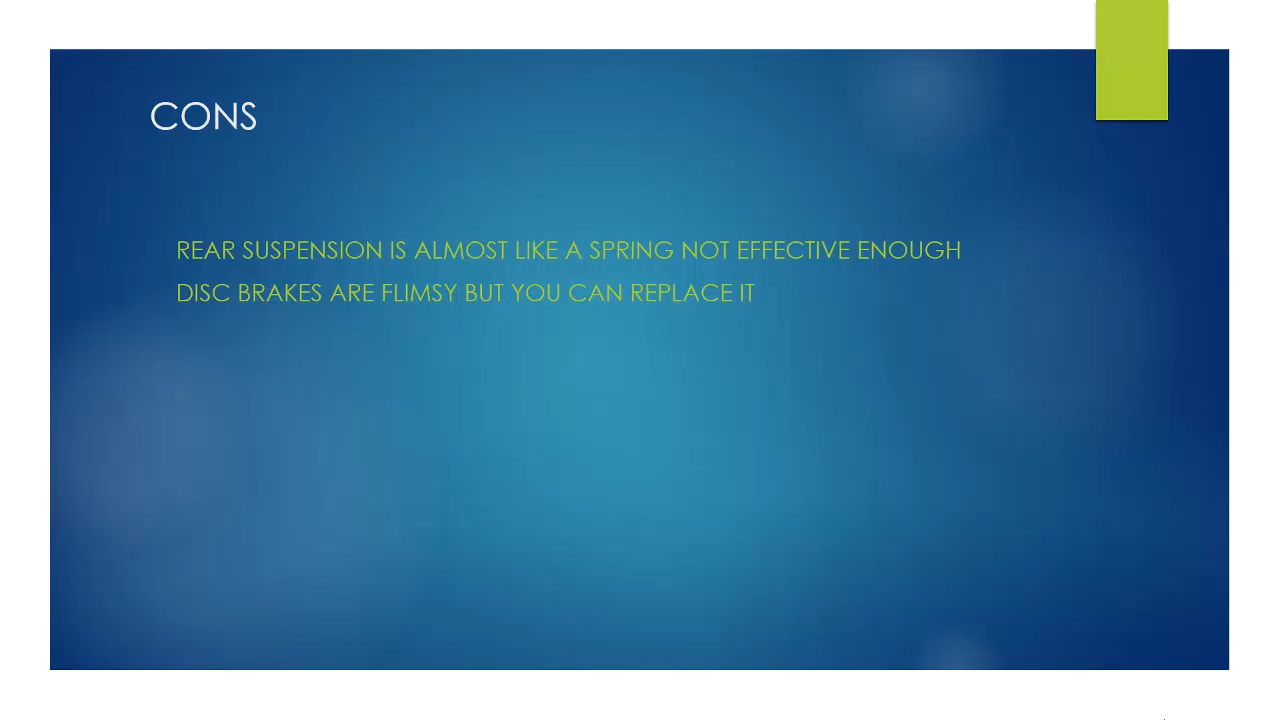 CONS
REAR SUSPENSION IS ALMOST LIKE A SPRING NOT EFFECTIVE ENOUGH
DISC BRAKES ARE FLIMSY BUT YOU CAN REPLACE IT